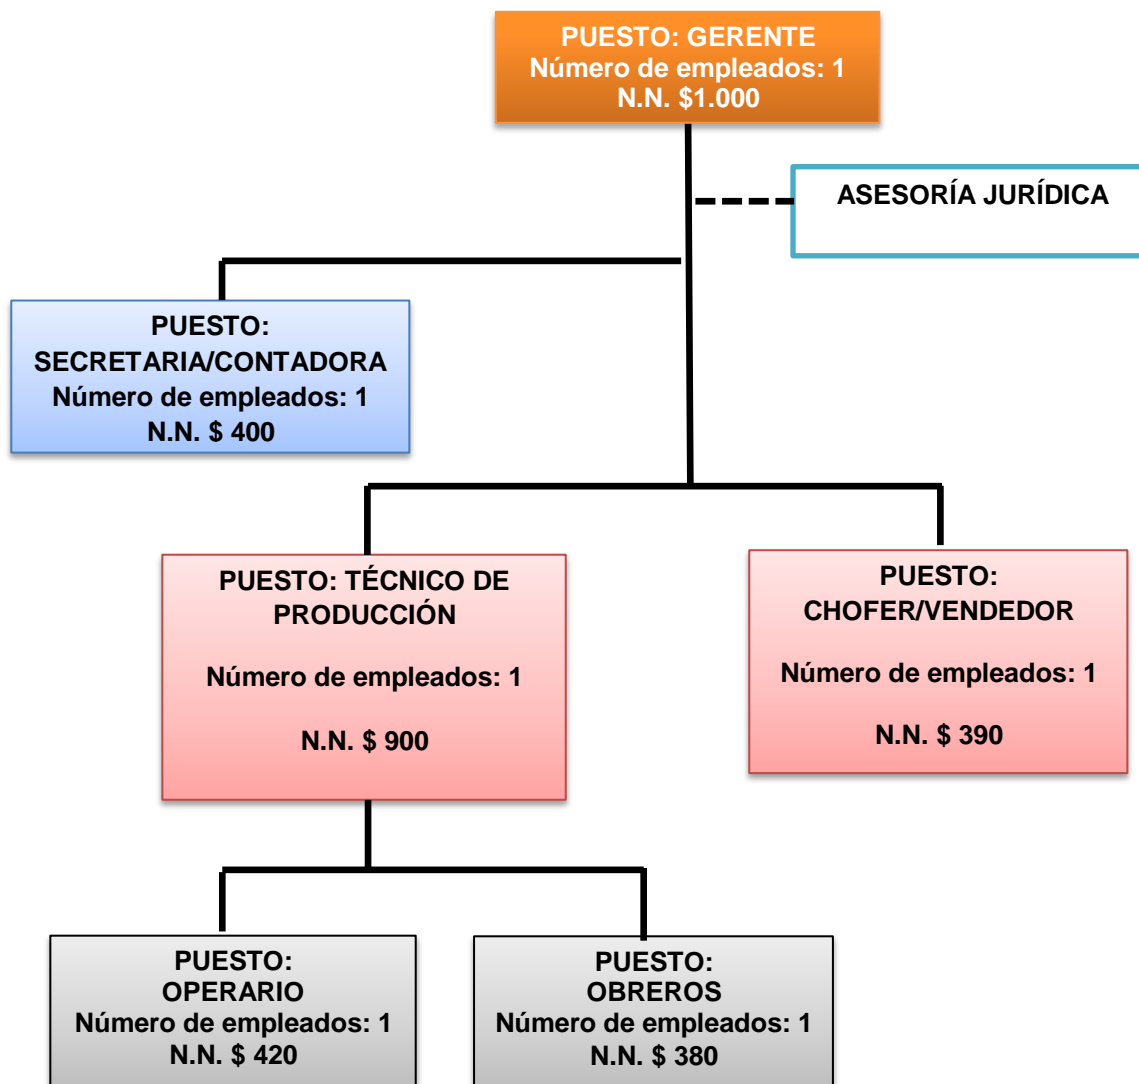 PUESTO: GERENTE
Número de empleados: 1
N.N. $1.000
ASESORÍA JURÍDICA
PUESTO:
SECRETARIA/CONTADORA
Número de empleados: 1
N.N. $ 400
PUESTO: TÉCNICO DE
PRODUCCIÓN
Número de empleados: 1
N.N. $ 900
PUESTO:
CHOFER/VENDEDOR
Número de empleados: 1
N.N. $ 390
PUESTO:
OPERARIO
Número de empleados: 1
N.N. $ 420
PUESTO:
OBREROS
Número de empleados: 1
N.N. $ 380